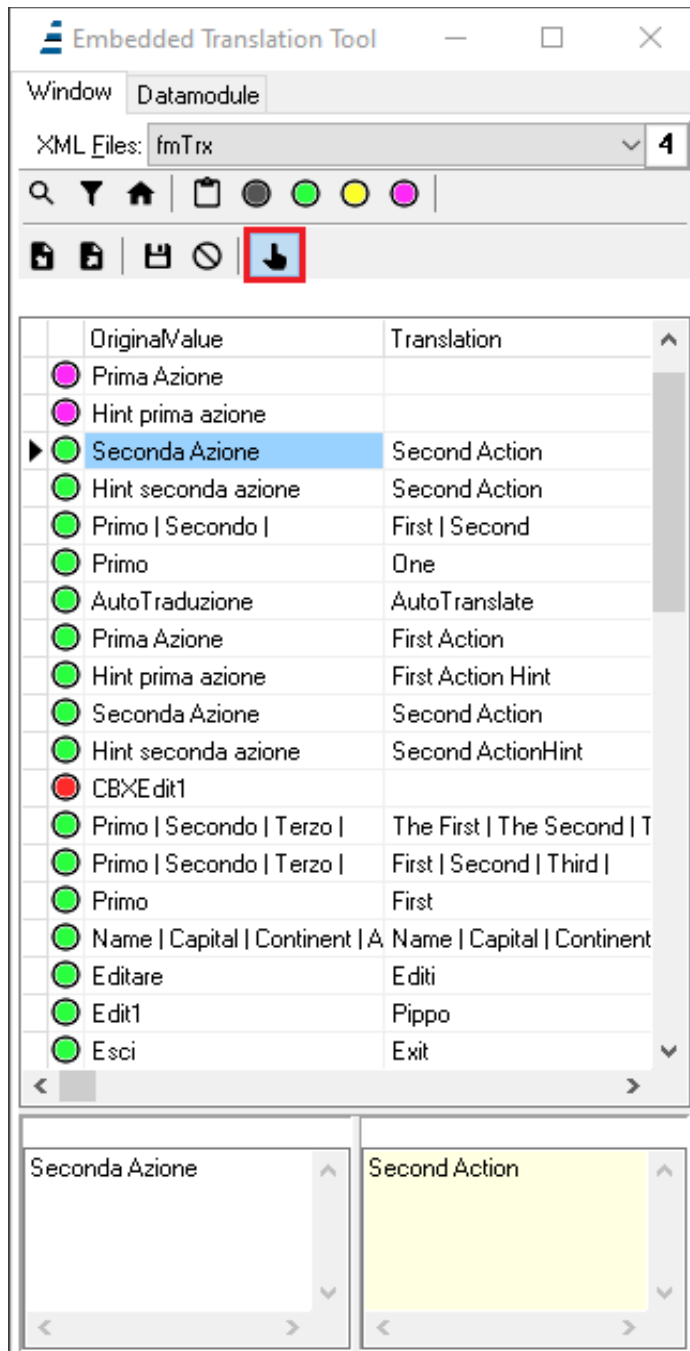 Embedded Translation Tool
Window Datamodule
XML Files: fmTrx 4
OriginalValue Translation
Prima Azione
Hint prima azione
Seconda Azione Second Action
Hint seconda azione Second Action
Primo | Secondo | First | Second
Primo One
AutoTraduzione AutoTranslate
Prima Azione First Action
Hint prima azione First Action Hint
Seconda Azione Second Action
Hint seconda azione Second ActionHint
CBXEdit1
Primo | Secondo | Terzo | The First | The Second | T
Primo | Secondo | Terzo | First | Second | Third |
Primo First
Name | Capital | Continent | A Name | Capital | Continent
Editare Editi
Edit1 Pippo
Esci Exit
Seconda Azione Second Action